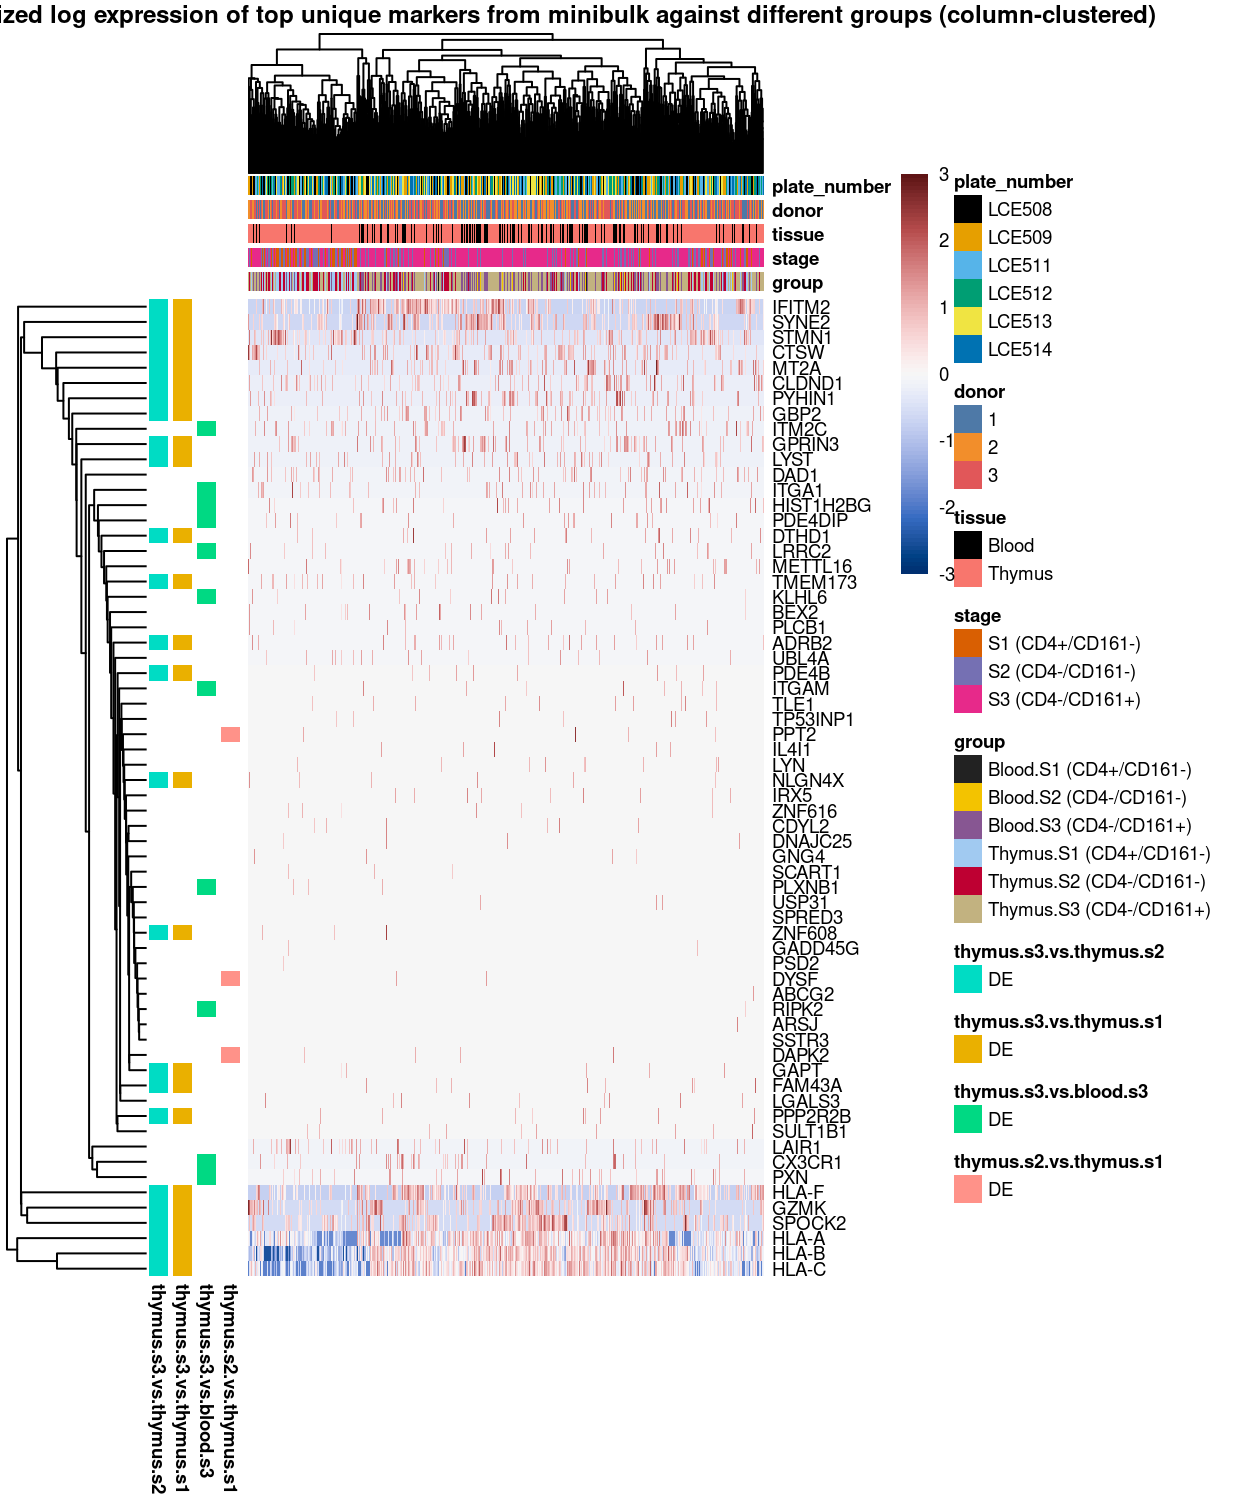 ized log expression of top unique markers from minibulk against different groups (column-clustered)
plate_number
donor
tissue
stage
group
IFITM2
SYNE2
STMN1
CTSW
MT2A
CLDND1
PYHIN1
GBP2
ITM2C
GPRIN3
LYST
DAD1
ITGA1
HIST1H2BG
PDE4DIP
DTHD1
LRRC2
METTL16
TMEM173
KLHL6
BEX2
PLCB1
ADRB2
UBL4A
PDE4B
ITGAM
TLE1
TP53INP1
PPT2
IL4I1
LYN
NLGN4X
IRX5
ZNF616
CDYL2
DNAJC25
GNG4
SCART1
PLXNB1
USP31
SPRED3
ZNF608
GADD45G
PSD2
DYSF
ABCG2
RIPK2
ARSJ
SSTR3
DAPK2
GAPT
FAM43A
LGALS3
PPP2R2B
SULT1B1
LAIR1
CX3CR1
PXN
HLA-F
GZMK
SPOCK2
HLA-A
HLA-B
HLA-C
thymus.s3.vs.thymus.s2
thymus.s3.vs.thymus.s1
thymus.s3.vs.blood.s3
thymus.s2.vs.thymus.s1
3
2
1
0
-1
-2
-3
plate_number
LCE508
LCE509
LCE511
LCE512
LCE513
LCE514
donor
1
2
3
tissue
Blood
Thymus
stage
S1 (CD4+/CD161-)
S2 (CD4-/CD161-)
S3 (CD4-/CD161+)
group
Blood.S1 (CD4+/CD161-)
Blood.S2 (CD4-/CD161-)
Blood.S3 (CD4-/CD161+)
Thymus.S1 (CD4+/CD161-)
Thymus.S2 (CD4-/CD161-)
Thymus.S3 (CD4-/CD161+)
thymus.s3.vs.thymus.s2
DE
thymus.s3.vs.thymus.s1
DE
thymus.s3.vs.blood.s3
DE
thymus.s2.vs.thymus.s1
DE